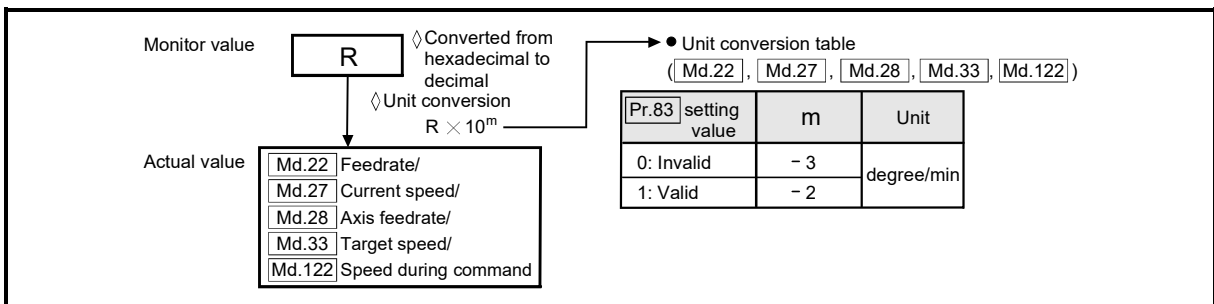 Monitor value
R
◊Converted from
hexadecimal to
decimal
◊Unit conversion
R × 10^m
● Unit conversion table
( Md.22 , Md.27 , Md.28 , Md.33 , Md.122 )
Pr.83 setting value m Unit
0: Invalid − 3 degree/min
1: Valid − 2
Actual value
Md.22 Feedrate/
Md.27 Current speed/
Md.28 Axis feedrate/
Md.33 Target speed/
Md.122 Speed during command